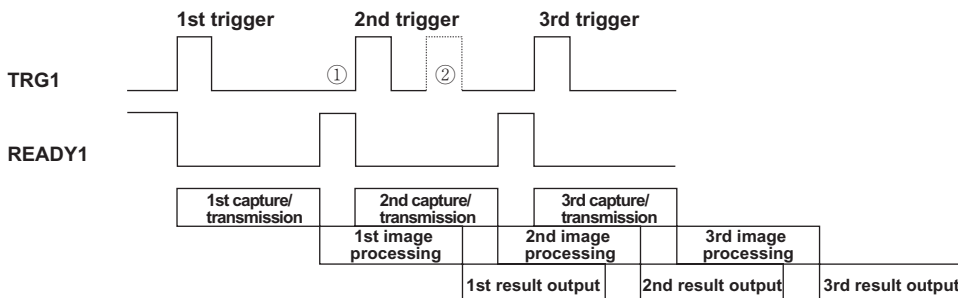 1st trigger 2nd trigger 3rd trigger
TRG1 ① ②
READY1
1st capture/ transmission 2nd capture/ transmission 3rd capture/ transmission
1st image processing 2nd image processing 3rd image processing
1st result output 2nd result output 3rd result output